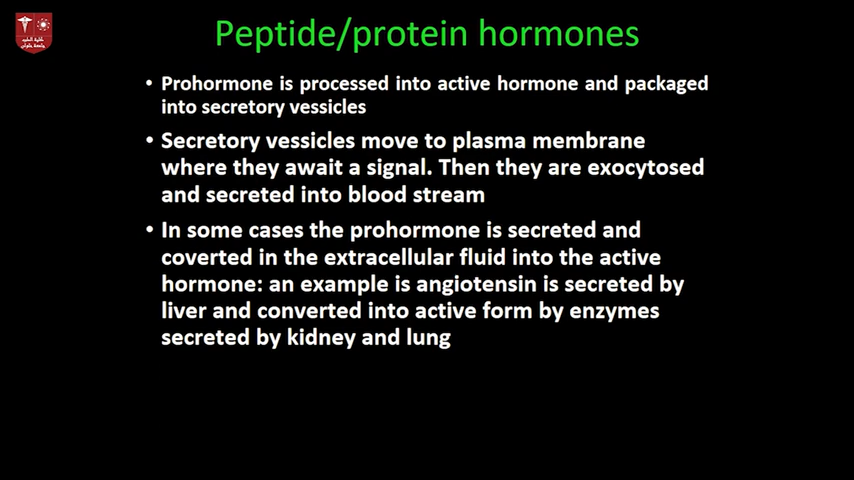 Peptide/protein hormones
• Prohormone is processed into active hormone and packaged
into secretory vessicles
• Secretory vessicles move to plasma membrane
where they await a signal. Then they are exocytosed
and secreted into blood stream
• In some cases the prohormone is secreted and
coverted in the extracellular fluid into the active
hormone: an example is angiotensin is secreted by
liver and converted into active form by enzymes
secreted by kidney and lung